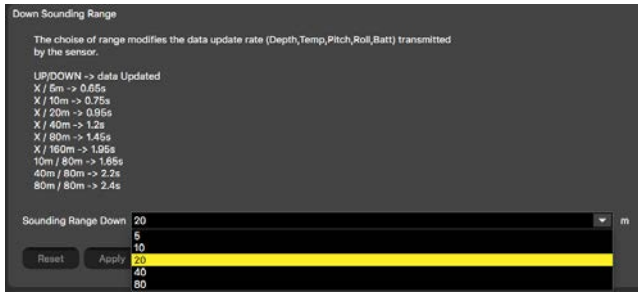 Down Sounding Range
The choise of range modifies the data update rate (Depth,Temp,Pitch,Roll,Batt) transmitted
by the sensor.
UP/DOWN -> data Updated
X / 5m -> 0.65s
X / 10m -> 0.75s
X / 20m -> 0.95s
X / 40m -> 1.2s
X / 80m -> 1.45s
X / 160m -> 1.95s
10m / 80m -> 1.65s
40m / 80m -> 2.2s
80m / 80m -> 2.4s
Sounding Range Down 20 m
5
10
Reset Apply 20
40
80